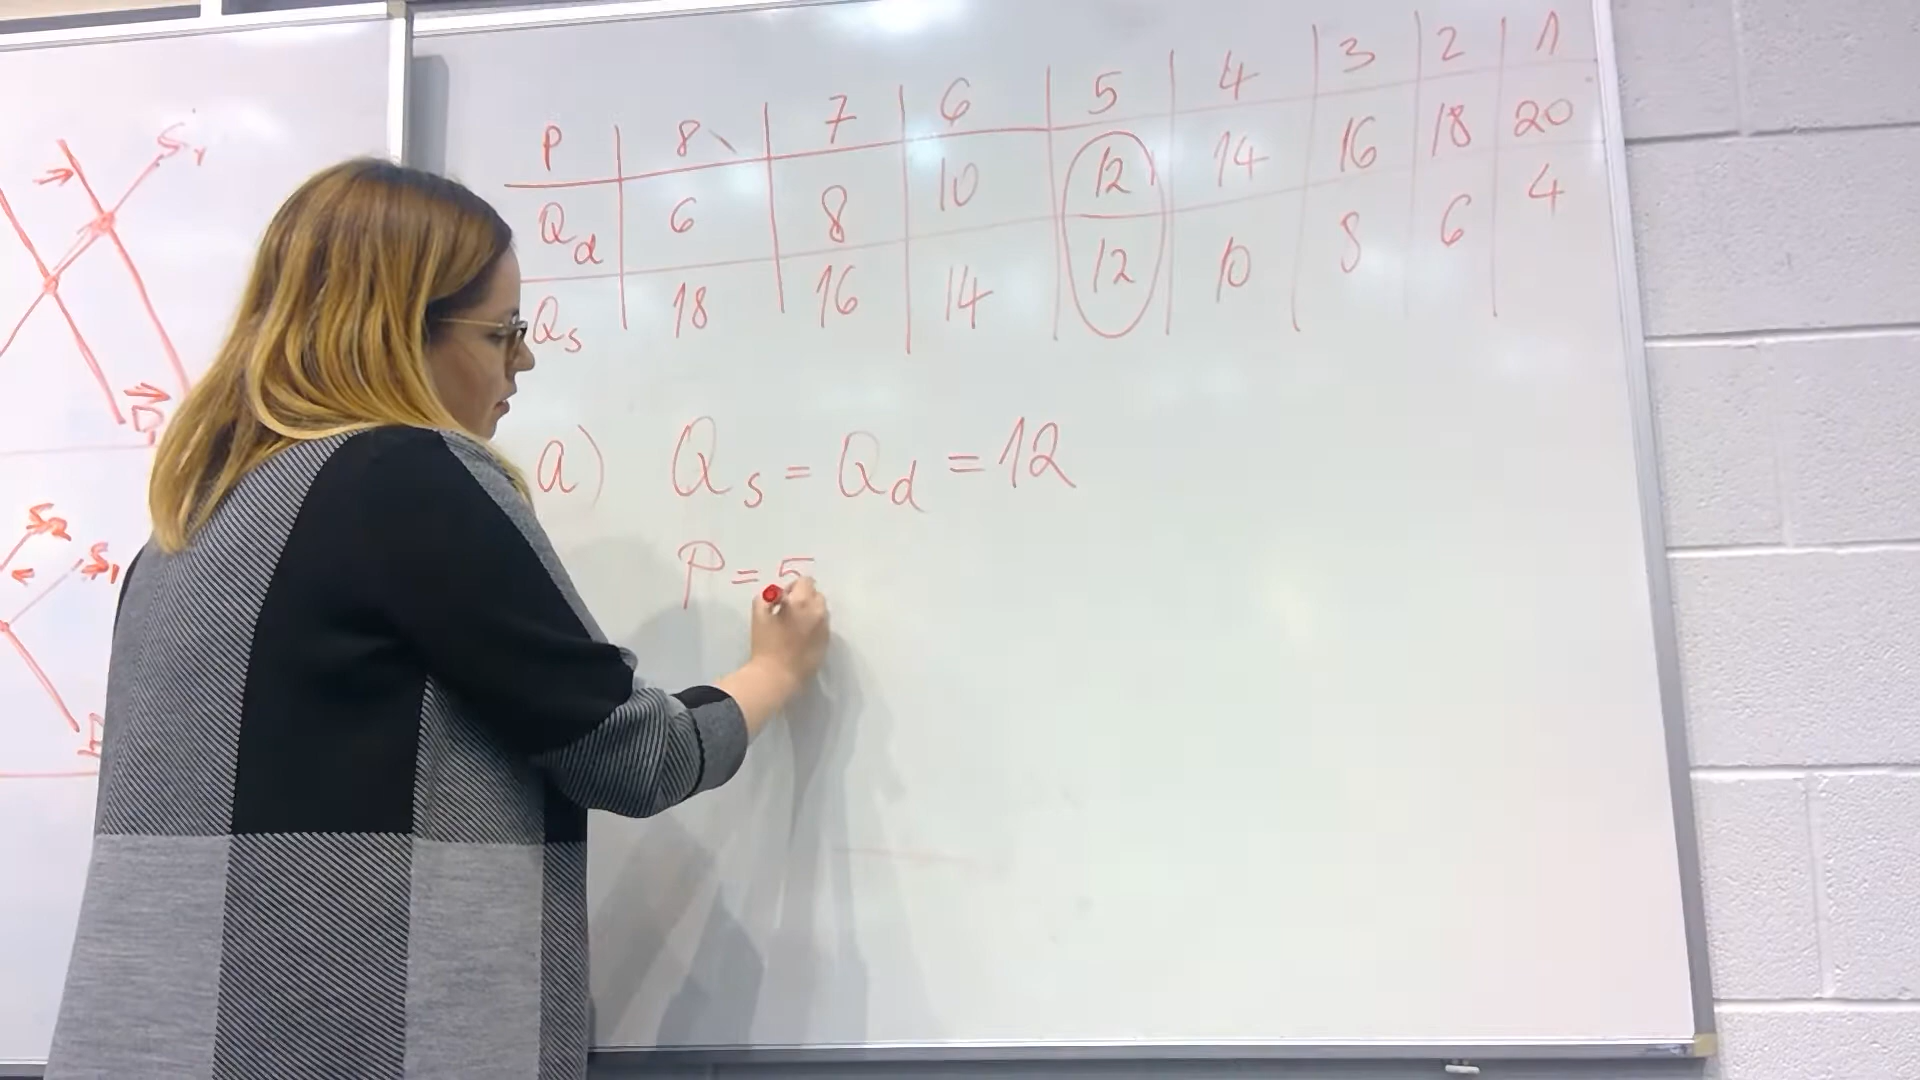 P 8 7 6 5 4 3 2 1
Qd 6 8 10 12 14 16 18 20
Qs 18 16 14 12 10 8 6 4
a) Qs = Qd = 12
P = 5
S1
D1
S2
S1